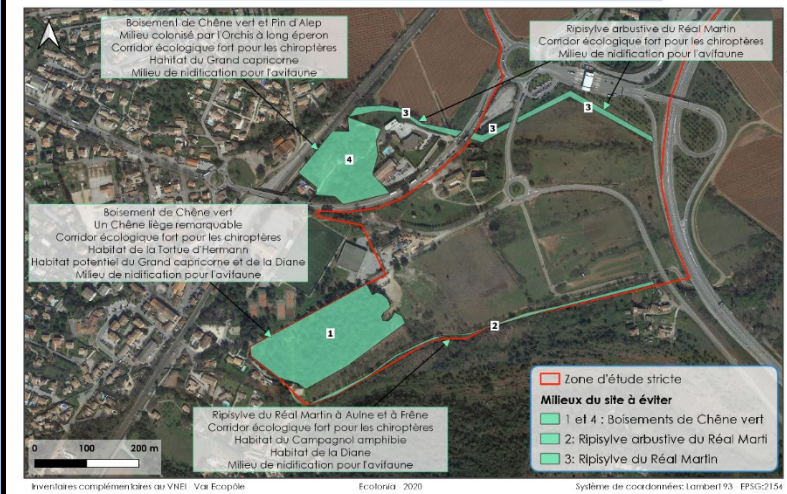 Boisement de Chêne vert et Pin d'Alep
Milieu colonisé par l'Orchis à long éperon
Corridor écologique fort pour les chiroptères
Habitat du Grand capricorne
Milieu de nidification pour l'avifaune
Ripisylve arbustive du Réal Martin
Corridor écologique fort pour les chiroptères
Milieu de nidification pour l'avifaune
3
3
3
4
Boisement de Chêne vert
Un Chêne liège remarquable
Corridor écologique fort pour les chiroptères
Habitat de la Tortue d'Hermann
Habitat potentiel du Grand capricorne et de la Diane
Milieu de nidification pour l'avifaune
1
2
Ripisylve du Réal Martin à Aulne et à Frêne
Corridor écologique fort pour les chiroptères
Habitat du Campagnol amphibie
Habitat de la Diane
Milieu de nidification pour l'avifaune
Zone d'étude stricte
Milieux du site à éviter
1 et 4 : Boisements de Chêne vert
2: Ripisylve arbustive du Réal Marti
3: Ripisylve du Réal Martin
0 100 200 m
Inventaires complémentaires au VNEI Var Ecopôle
Ecotonia 2020
Système de coordonnées: Lambert 93 EPSG:2154